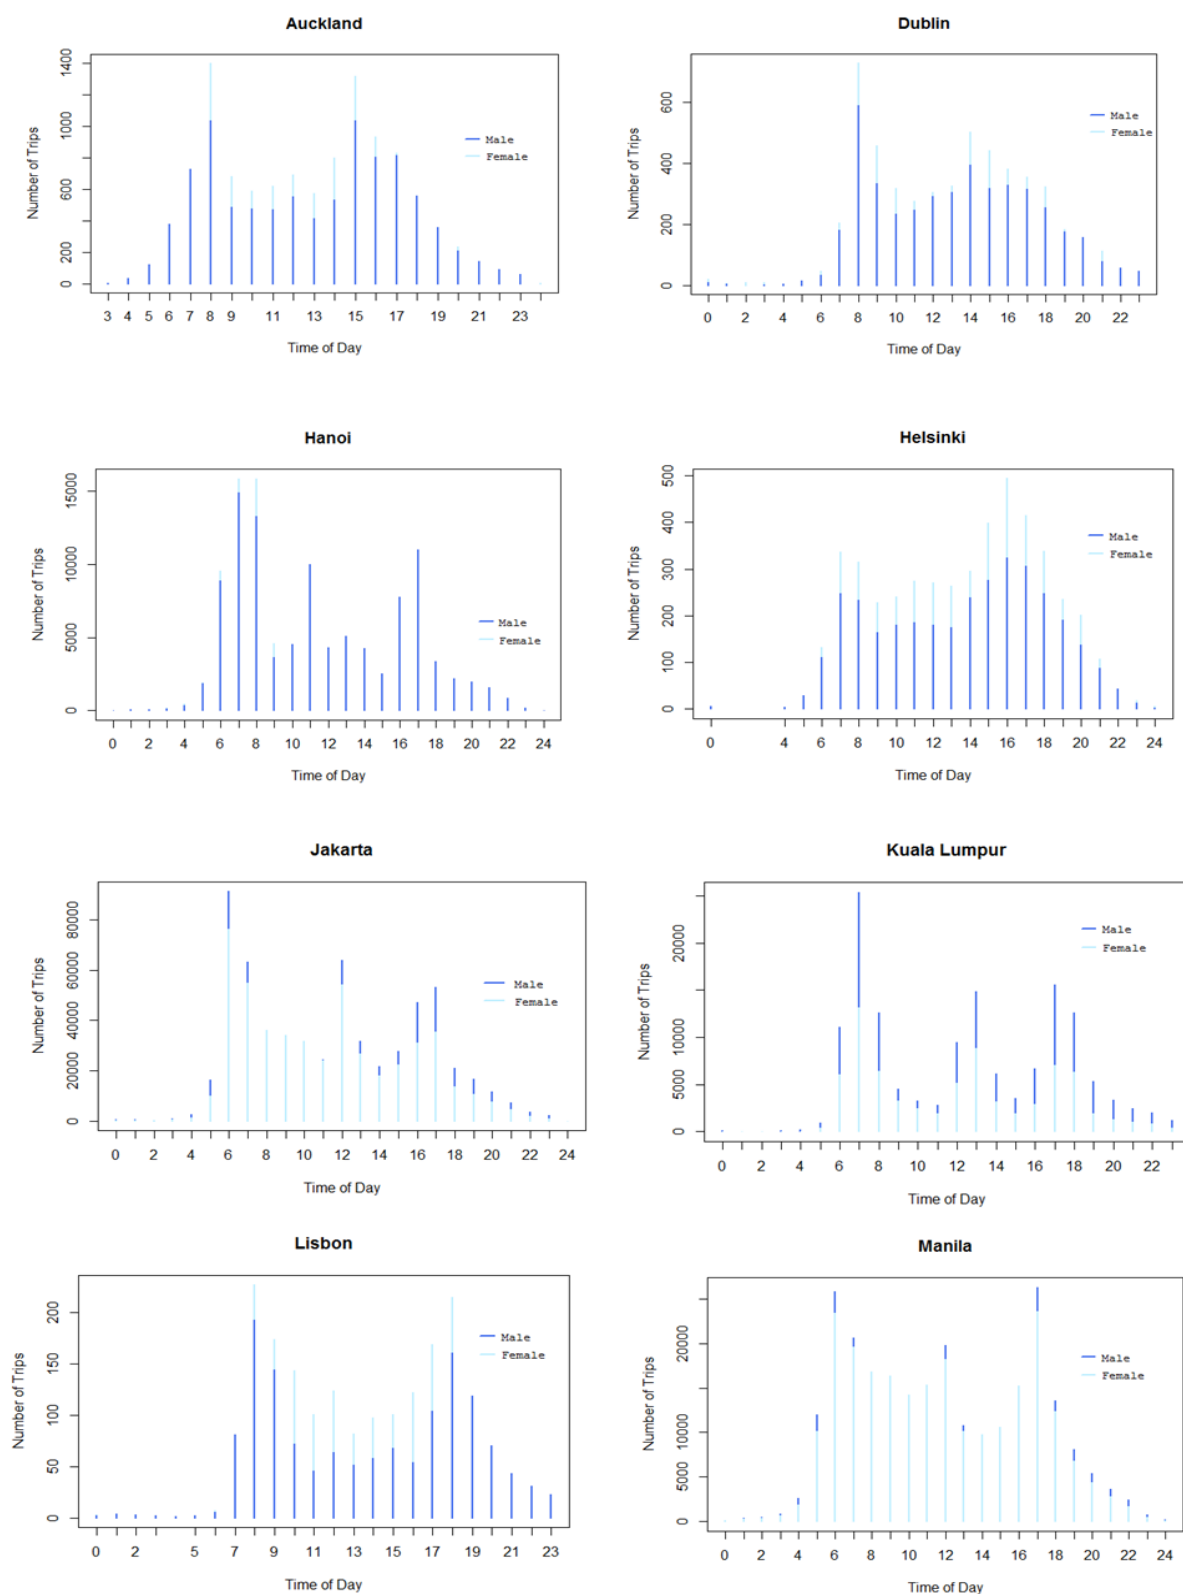 Auckland
Number of Trips
0 200 600 1000 1400
Male
Female
3 4 5 6 7 8 9 11 13 15 17 19 21 23
Time of Day
Dublin
Number of Trips
0 200 400 600
Male
Female
0 2 4 6 8 10 12 14 16 18 20 22
Time of Day
Hanoi
Number of Trips
0 5000 10000 15000
Male
Female
0 2 4 6 8 10 12 14 16 18 20 22 24
Time of Day
Helsinki
Number of Trips
0 100 200 300 400 500
Male
Female
0 4 6 8 10 12 14 16 18 20 22 24
Time of Day
Jakarta
Number of Trips
0 20000 40000 60000 80000
Male
Female
0 2 4 6 8 10 12 14 16 18 20 22 24
Time of Day
Kuala Lumpur
Number of Trips
0 5000 10000 20000
Male
Female
0 2 4 6 8 10 12 14 16 18 20 22
Time of Day
Lisbon
Number of Trips
0 50 100 150 200
Male
Female
0 2 3 5 7 9 11 13 15 17 19 21 23
Time of Day
Manila
Number of Trips
0 5000 10000 20000
Male
Female
0 2 4 6 8 10 12 14 16 18 20 22 24
Time of Day